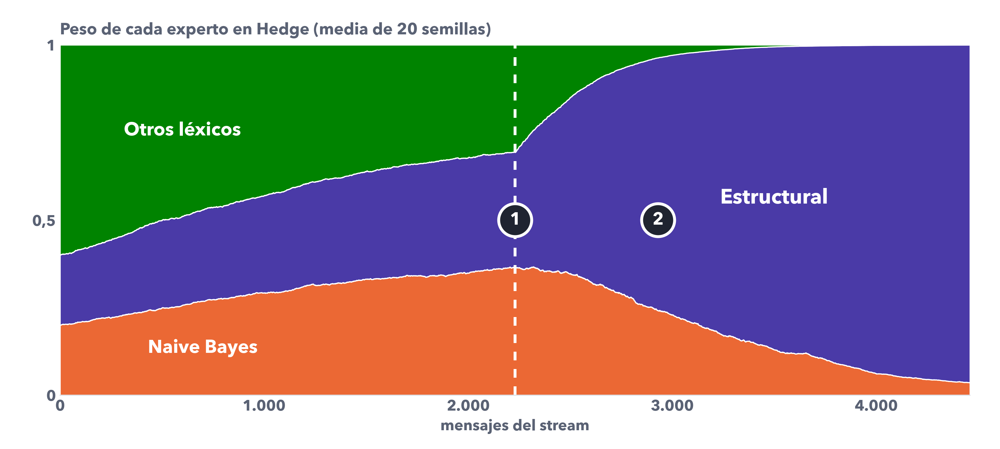 Peso de cada experto en Hedge (media de 20 semillas)
1
Otros léxicos
Estructural
0,5
1
2
Naive Bayes
0
0 1.000 2.000 3.000 4.000
mensajes del stream